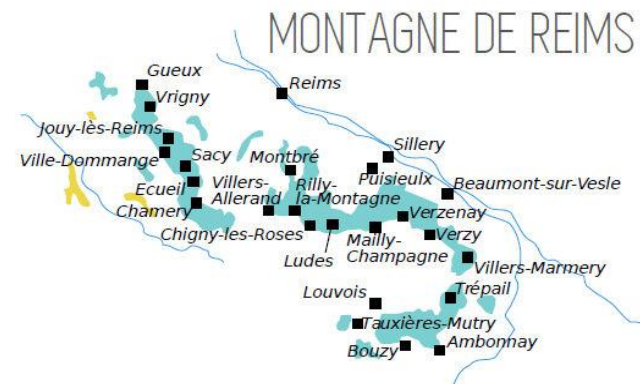 MONTAGNE DE REIMS
Gueux
Reims
Vrigny
Jouy-lès-Reims
Sillery
Ville-Dommange
Sacy
Montbré
Puisieulx
Beaumont-sur-Vesle
Ecueil
Villers-
Allerand
Rilly-
la-Montagne
Chamery
Verzenay
Chigny-les-Roses
Verzy
Mailly-
Champagne
Ludes
Villers-Marmery
Louvois
Trépail
Tauxières-Mutry
Bouzy
Ambonnay